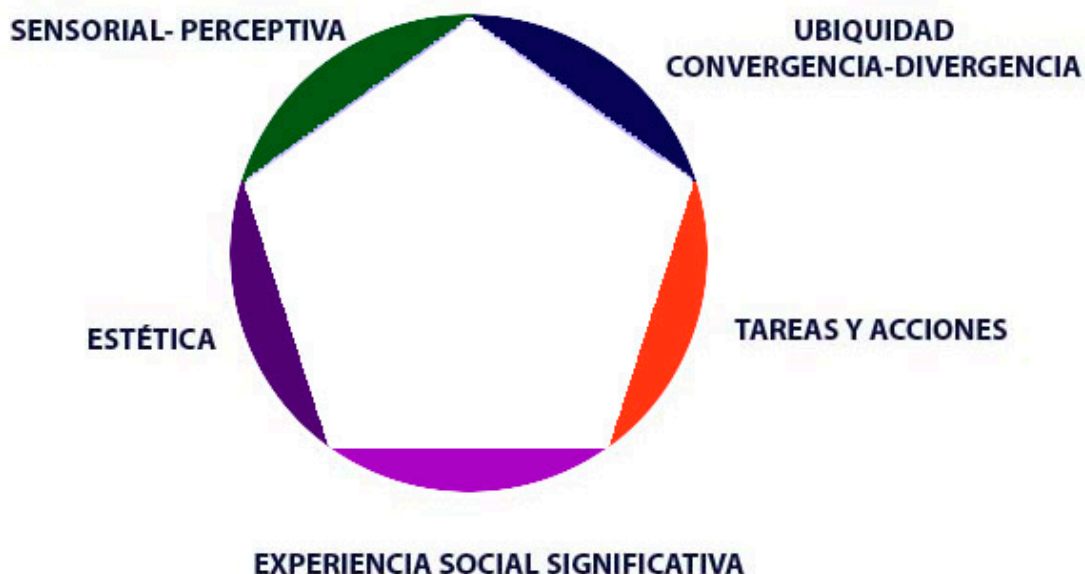 SENSORIAL- PERCEPTIVA
UBIQUIDAD
CONVERGENCIA-DIVERGENCIA
ESTÉTICA
TAREAS Y ACCIONES
EXPERIENCIA SOCIAL SIGNIFICATIVA